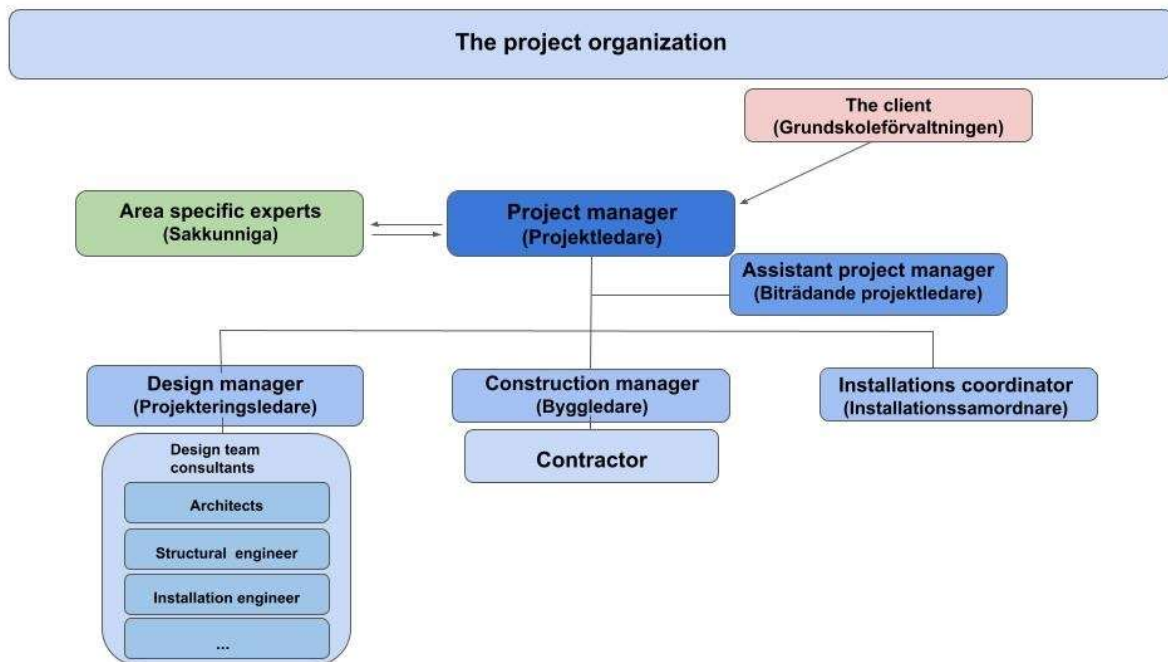 The project organization
The client
(Grundskoleförvaltningen)
Area specific experts
(Sakkunniga)
Project manager
(Projektledare)
Assistant project manager
(Biträdande projektledare)
Design manager
(Projekteringsledare)
Construction manager
(Byggledare)
Installations coordinator
(Installationssamordnare)
Design team
consultants
Contractor
Architects
Structural engineer
Installation engineer
...